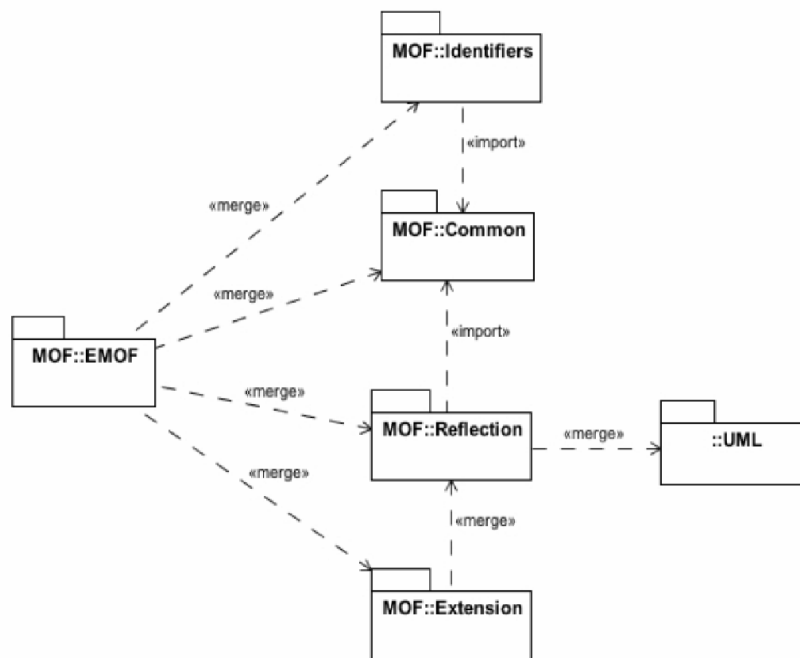 MOF::Identifiers
«import»
«merge»
MOF::Common
«merge»
«import»
MOF::EMOF
«merge»
MOF::Reflection
«merge»
::UML
«merge»
«merge»
MOF::Extension